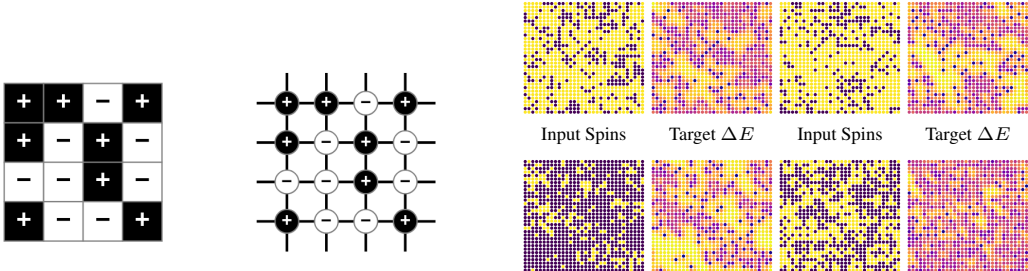 + + − +
+ − + −
− − + −
+ − − +
+ + − +
+ − + −
− − + −
+ − − +
Input Spins Target ΔE Input Spins Target ΔE